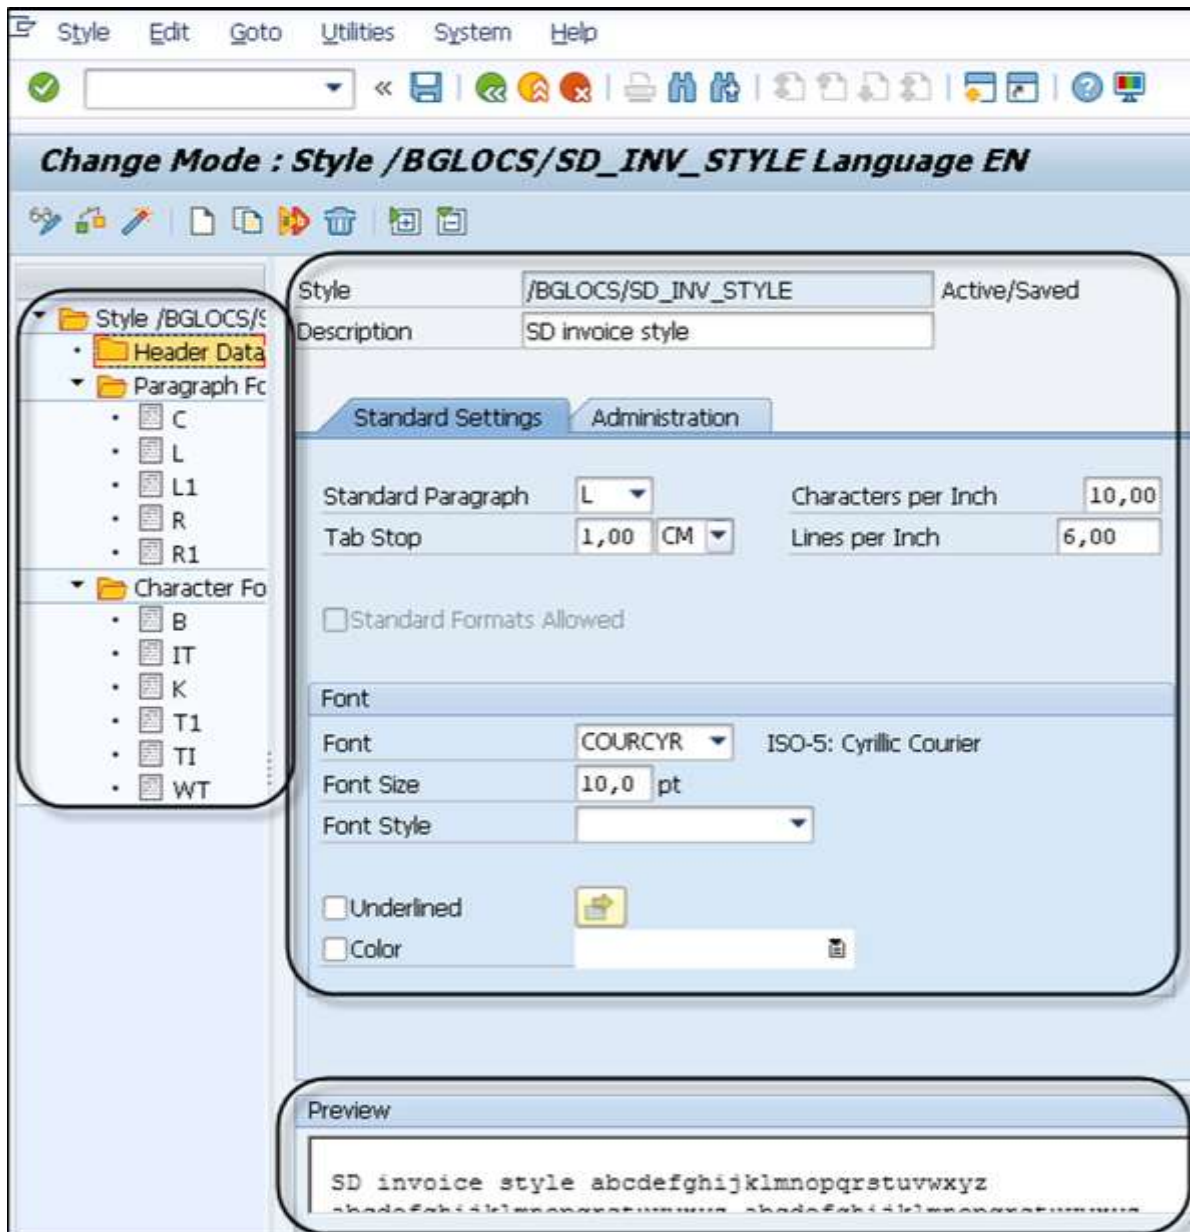 Style Edit Goto Utilities System Help
Change Mode : Style /BGLOCS/SD_INV_STYLE Language EN
Style /BGLOCS/SD_INV_STYLE Active/Saved
Description SD invoice style
Style /BGLOCS/S
Header Data
Paragraph Fo
C
L
L1
R
R1
Character Fo
B
IT
K
T1
TI
WT
Standard Settings Administration
Standard Paragraph L Characters per Inch 10,00
Tab Stop 1,00 CM Lines per Inch 6,00
Standard Formats Allowed
Font
Font COURCYR ISO-5: Cyrillic Courier
Font Size 10,0 pt
Font Style
Underlined
Color
Preview
SD invoice style abcdefghijklmnopqrstuvwxyz